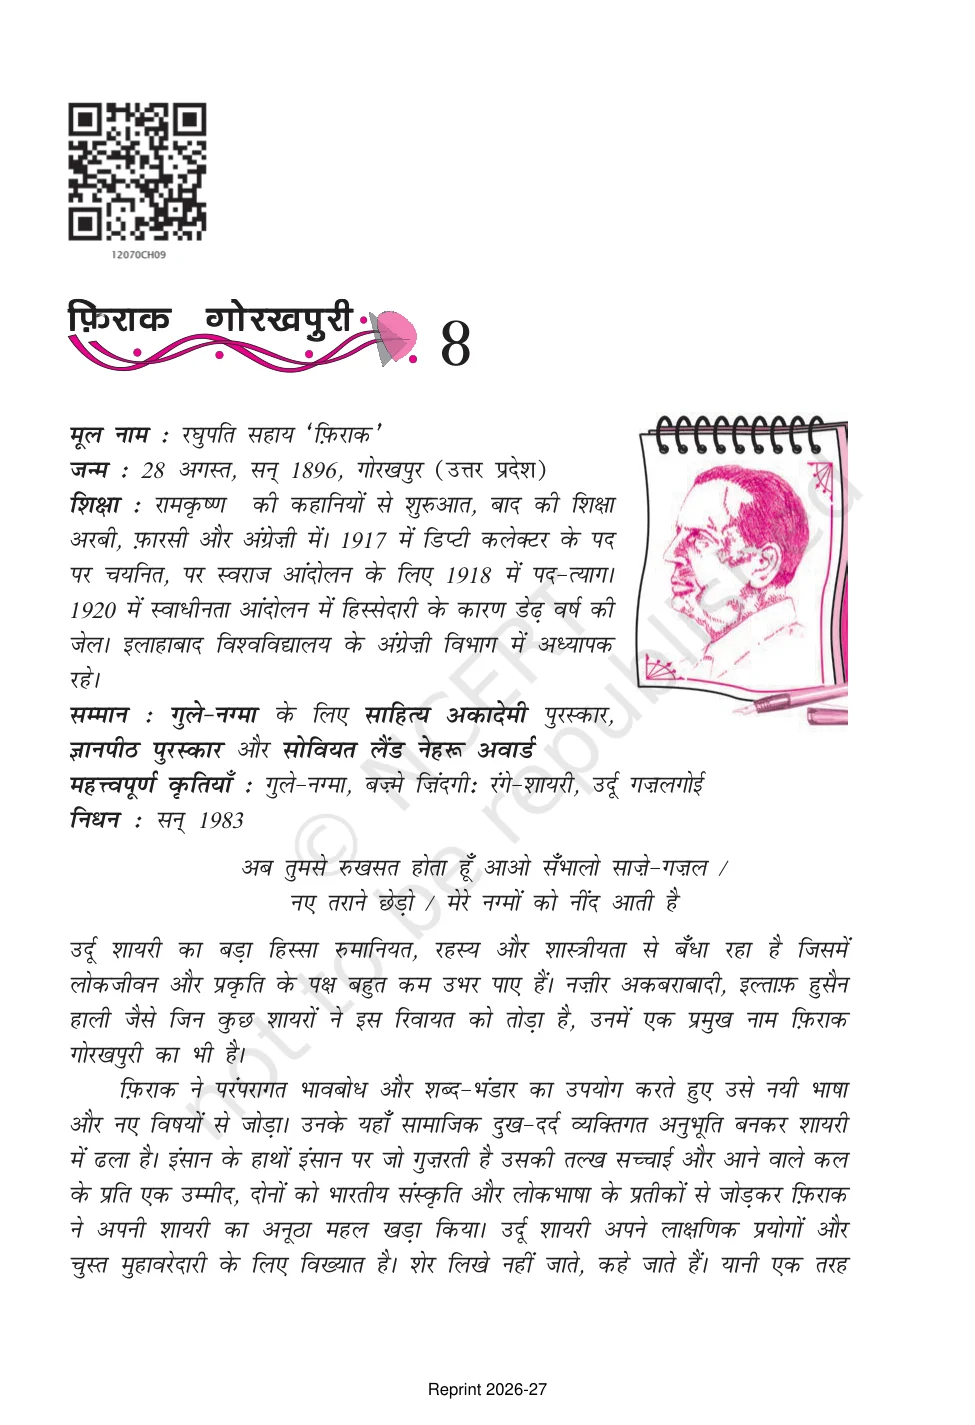 12070CH09
फ़िराक गोरखपुरी
8
मूल नाम : रघुपति सहाय ‘फ़िराक’
जन्म : 28 अगस्त, सन् 1896, गोरखपुर (उत्तर प्रदेश)
शिक्षा : रामकृष्ण की कहानियों से शुरुआत, बाद की शिक्षा
अरबी, फ़ारसी और अंग्रेज़ी में। 1917 में डिप्टी कलेक्टर के पद
पर चयनित, पर स्वराज आंदोलन के लिए 1918 में पद-त्याग।
1920 में स्वाधीनता आंदोलन में हिस्सेदारी के कारण डेढ़ वर्ष की
जेल। इलाहाबाद विश्वविद्यालय के अंग्रेज़ी विभाग में अध्यापक
रहे।
सम्मान : गुले-नग्मा के लिए साहित्य अकादेमी पुरस्कार,
ज्ञानपीठ पुरस्कार और सोवियत लैंड नेहरू अवार्ड
महत्त्वपूर्ण कृतियाँ : गुले-नग्मा, बज़्मे ज़िंदगी: रंगे-शायरी, उर्दू गज़लगोई
निधन : सन् 1983
अब तुमसे रुखसत होता हूँ आओ सँभालो साज़े-गज़ल /
नए तराने छेड़ो / मेरे नग्मों को नींद आती है
उर्दू शायरी का बड़ा हिस्सा रुमानियत, रहस्य और शास्त्रीयता से बँधा रहा है जिसमें
लोकजीवन और प्रकृति के पक्ष बहुत कम उभर पाए हैं। नज़ीर अकबराबादी, इल्ताफ़ हुसैन
हाली जैसे जिन कुछ शायरों ने इस रिवायत को तोड़ा है, उनमें एक प्रमुख नाम फ़िराक
गोरखपुरी का भी है।
फ़िराक ने परंपरागत भावबोध और शब्द-भंडार का उपयोग करते हुए उसे नयी भाषा
और नए विषयों से जोड़ा। उनके यहाँ सामाजिक दुख-दर्द व्यक्तिगत अनुभूति बनकर शायरी
में ढला है। इंसान के हाथों इंसान पर जो गुज़रती है उसकी तल्ख सच्चाई और आने वाले कल
के प्रति एक उम्मीद, दोनों को भारतीय संस्कृति और लोकभाषा के प्रतीकों से जोड़कर फ़िराक
ने अपनी शायरी का अनूठा महल खड़ा किया। उर्दू शायरी अपने लाक्षणिक प्रयोगों और
चुस्त मुहावरेदारी के लिए विख्यात है। शेर लिखे नहीं जाते, कहे जाते हैं। यानी एक तरह
© NCERT
not to be republished
Reprint 2026-27